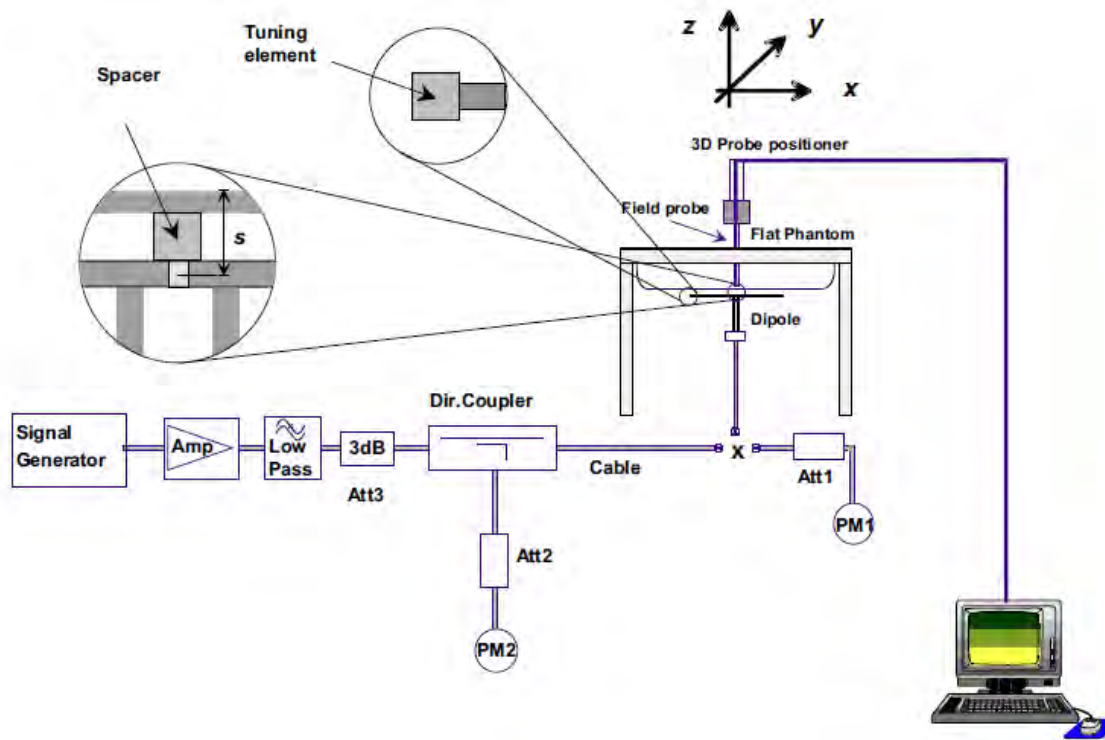 Tuning
element
Spacer
z
y
x
3D Probe positioner
Field probe
Flat Phantom
s
Dipole
Dir.Coupler
Signal
Generator
Amp
Low
Pass
3dB
Att3
Cable
x
Att1
PM1
Att2
PM2